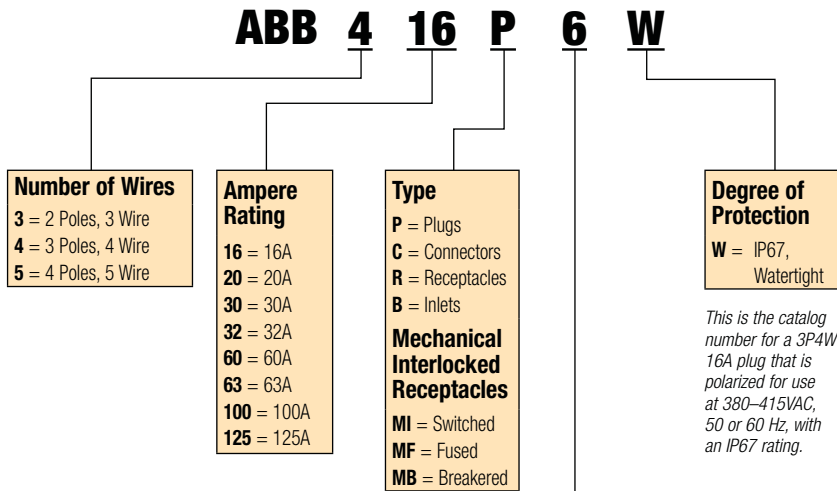 ABB 4 16 P 6 W
Number of Wires
3 = 2 Poles, 3 Wire
4 = 3 Poles, 4 Wire
5 = 4 Poles, 5 Wire
Ampere
Rating
16 = 16A
20 = 20A
30 = 30A
32 = 32A
60 = 60A
63 = 63A
100 = 100A
125 = 125A
Type
P = Plugs
C = Connectors
R = Receptacles
B = Inlets
Mechanical
Interlocked
Receptacles
MI = Switched
MF = Fused
MB = Breakered
Degree of
Protection
W = IP67,
Watertight
This is the catalog
number for a 3P4W
16A plug that is
polarized for use
at 380–415VAC,
50 or 60 Hz, with
an IP67 rating.